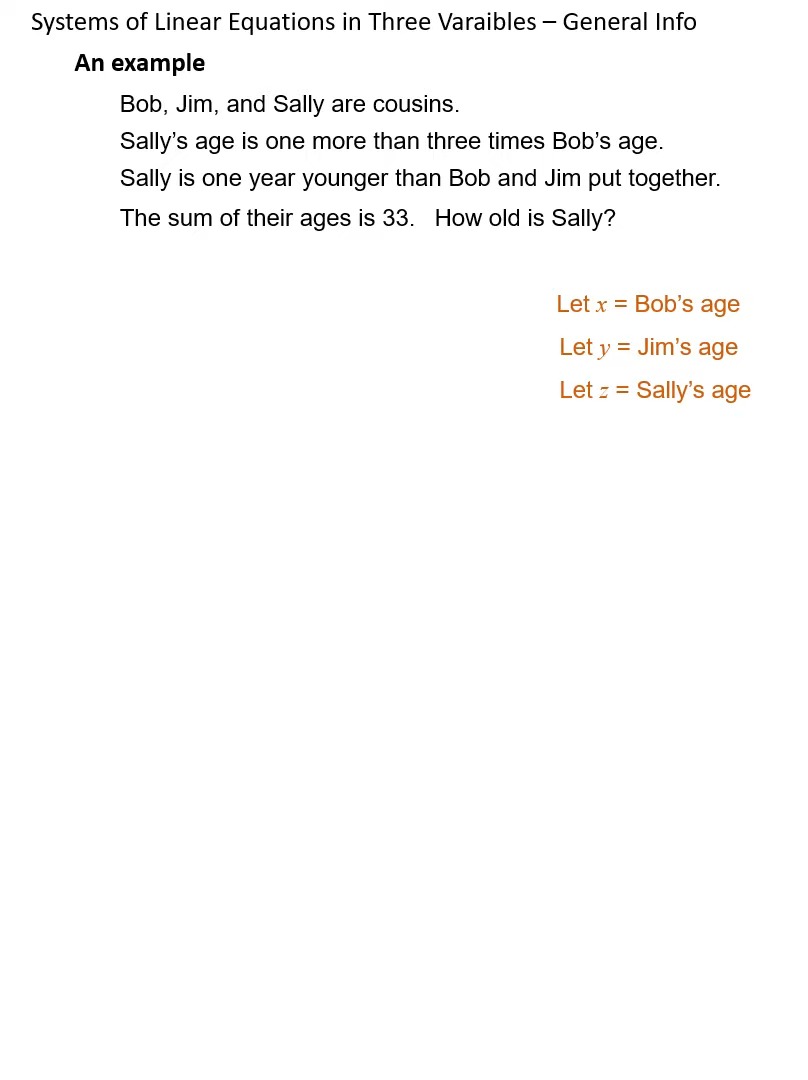 Systems of Linear Equations in Three Varaibles – General Info
An example
Bob, Jim, and Sally are cousins.
Sally’s age is one more than three times Bob’s age.
Sally is one year younger than Bob and Jim put together.
The sum of their ages is 33.   How old is Sally?
Let x = Bob’s age
Let y = Jim’s age
Let z = Sally’s age